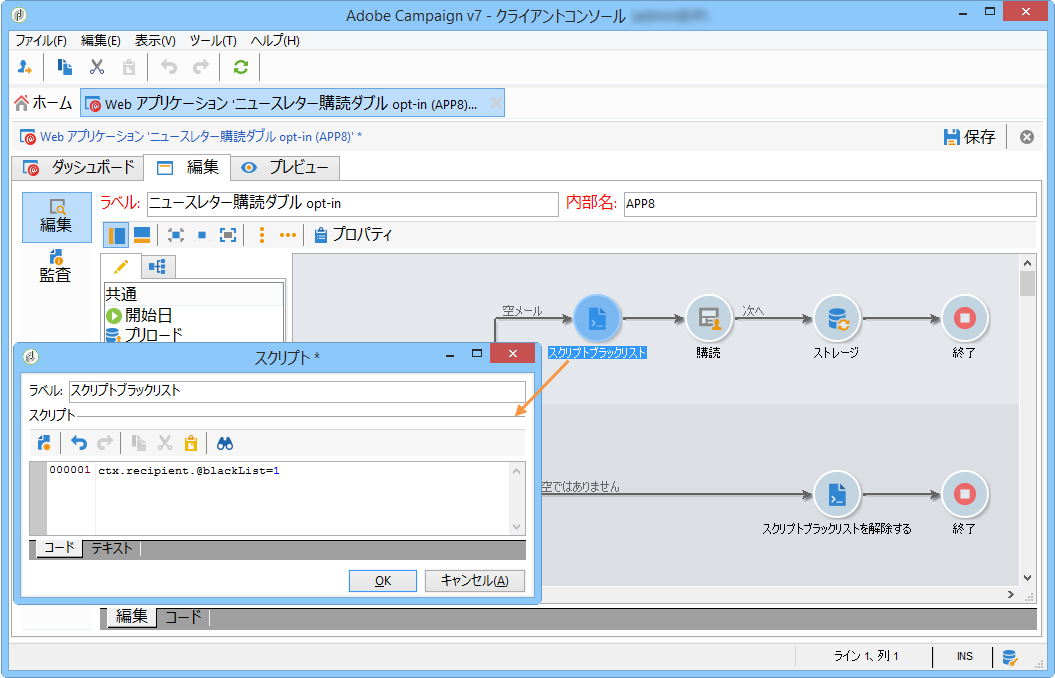 Adobe Campaign v7 - クライアントコンソール
ファイル(F) 編集(E) 表示(V) ツール(T) ヘルプ(H)
ホーム Web アプリケーション 'ニュースレター購読ダブル opt-in (APP8)...
Web アプリケーション 'ニュースレター購読ダブル opt-in (APP8)' * 保存
ダッシュボード 編集 プレビュー
編集
監査
ラベル: ニュースレター購読ダブル opt-in 内部名: APP8
プロパティ
共通
開始日
プリロード
空メール 次へ
スクリプトブラックリスト 購読 ストレージ 終了
空ではありません
スクリプトブラックリストを解除する 終了
スクリプト *
ラベル: スクリプトブラックリスト
スクリプト
000001 ctx.recipient.@blackList=1
コード テキスト
OK キャンセル(A)
編集 コード
ライン 1、列 1 INS